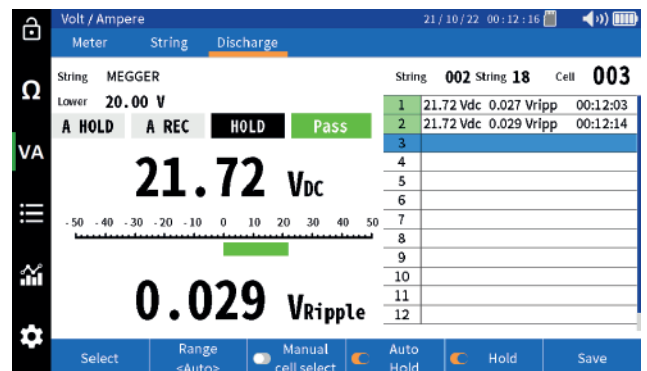 Volt / Ampere 21/10/22 00:12:16
Meter String Discharge
String MEGGER String 002 String 18 Cell 003
Lower 20.00 V
A HOLD A REC HOLD Pass
Ω
VA
21.72 VDC
-50 -40 -30 -20 -10 0 10 20 30 40 50
0.029 VRipple
1 21.72 Vdc 0.027 Vripp 00:12:03
2 21.72 Vdc 0.029 Vripp 00:12:14
3
4
5
6
7
8
9
10
11
12
Select Range <Auto> Manual cell select Auto Hold Hold Save